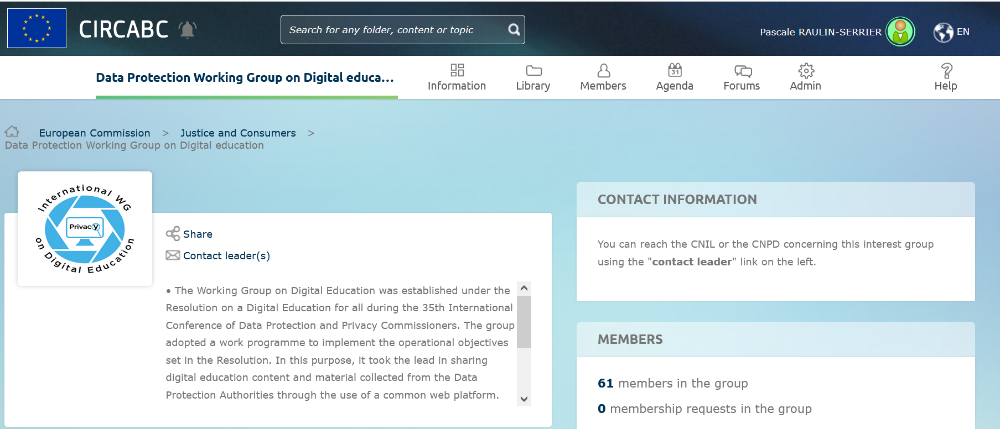 CIRCABC
Search for any folder, content or topic
Pascale RAULIN-SERRIER
EN
Data Protection Working Group on Digital educa...
Information
Library
Members
31
Agenda
Forums
Admin
Help
European Commission > Justice and Consumers >
Data Protection Working Group on Digital education
International WG
Privacy
on Digital Education
Share
Contact leader(s)
• The Working Group on Digital Education was established under the
Resolution on a Digital Education for all during the 35th International
Conference of Data Protection and Privacy Commissioners. The group
adopted a work programme to implement the operational objectives
set in the Resolution. In this purpose, it took the lead in sharing
digital education content and material collected from the Data
Protection Authorities through the use of a common web platform.
CONTACT INFORMATION
You can reach the CNIL or the CNPD concerning this interest group
using the "contact leader" link on the left.
MEMBERS
61 members in the group
0 membership requests in the group